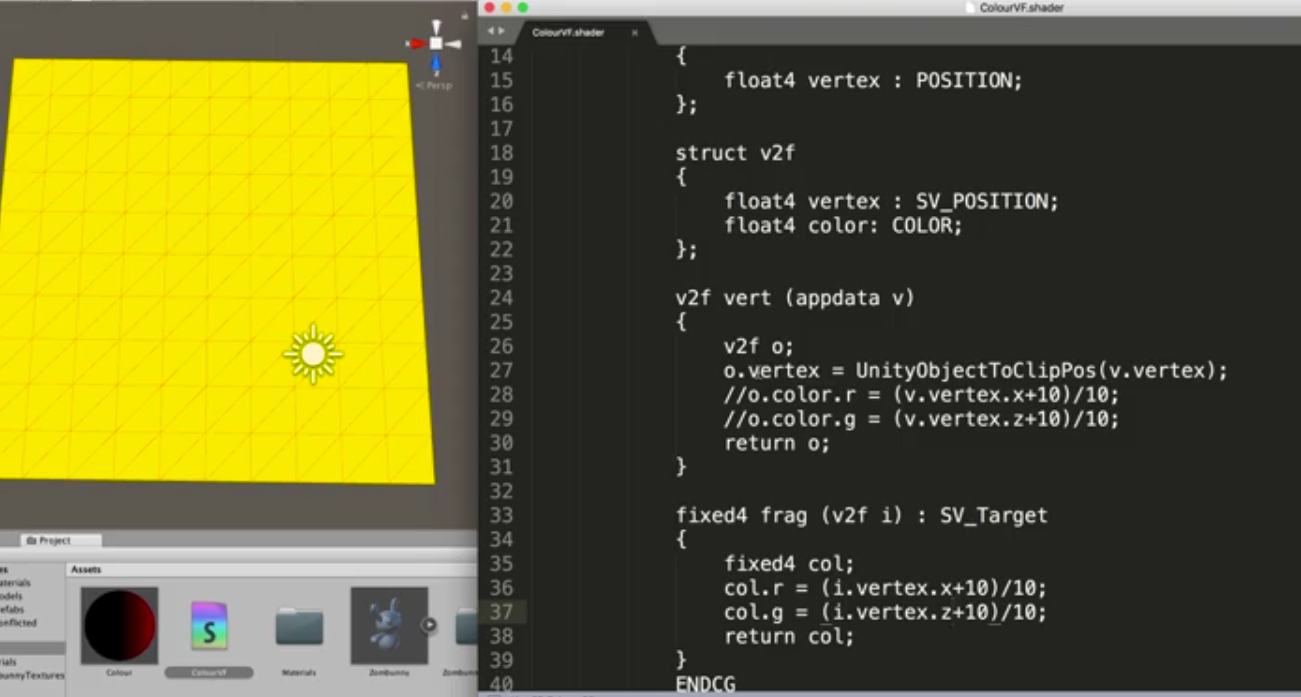 Persp
ColourVF.shader
ColourVF.shader
14 {
15 float4 vertex : POSITION;
16 };
17
18 struct v2f
19 {
20 float4 vertex : SV_POSITION;
21 float4 color: COLOR;
22 };
23
24 v2f vert (appdata v)
25 {
26 v2f o;
27 o.vertex = UnityObjectToClipPos(v.vertex);
28 //o.color.r = (v.vertex.x+10)/10;
29 //o.color.g = (v.vertex.z+10)/10;
30 return o;
31 }
32
33 fixed4 frag (v2f i) : SV_Target
34 {
35 fixed4 col;
36 col.r = (i.vertex.x+10)/10;
37 col.g = (i.vertex.z+10)/10;
38 return col;
39 }
40 ENDCG
Project
Assets
es
aterials
odels
refabs
onflicted
rials
bunnyTextures
S
Colour
ColourVF
Materials
Zombunny
Zombunn